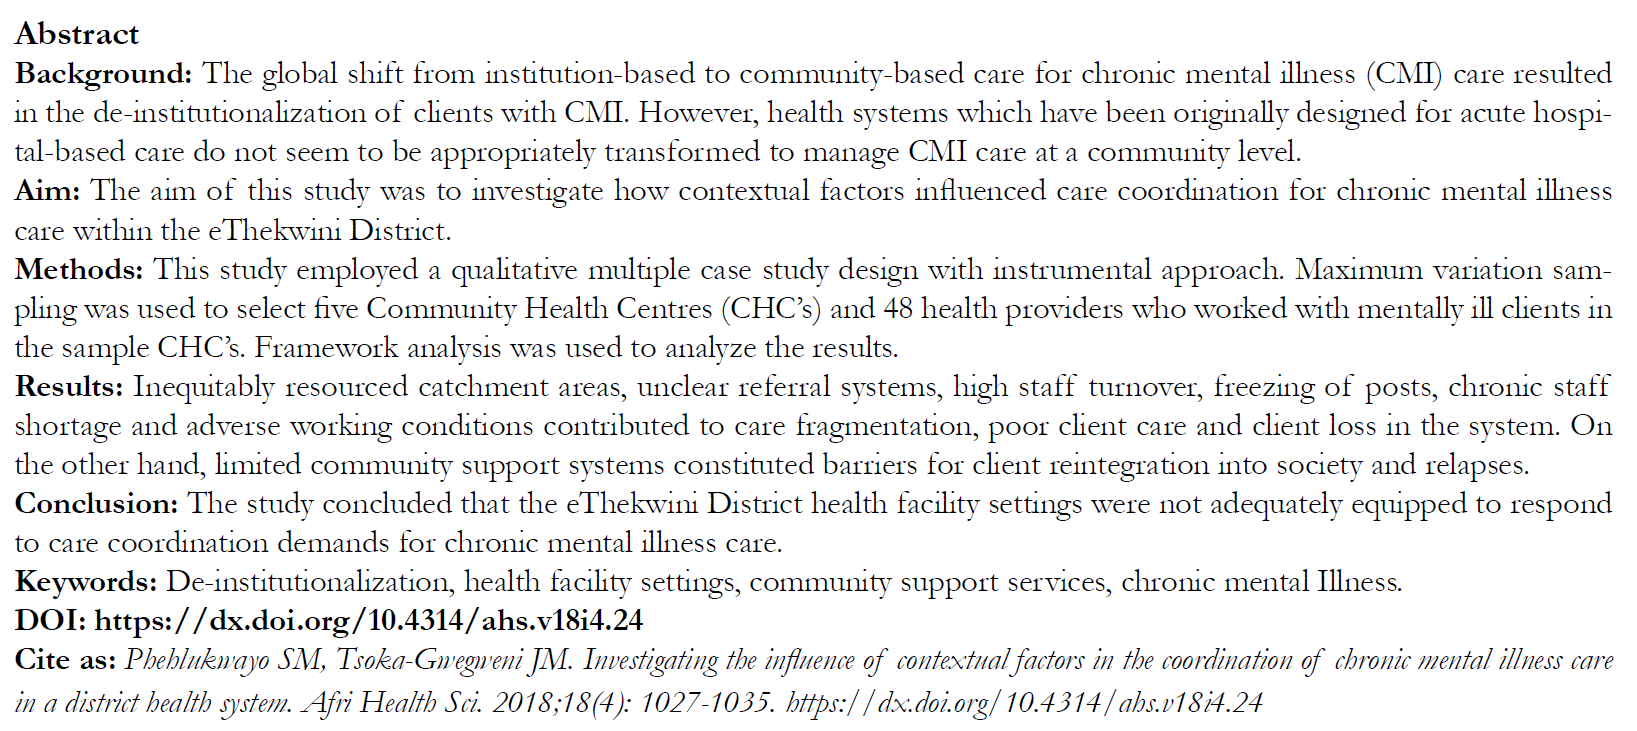 Abstract
Background: The global shift from institution-based to community-based care for chronic mental illness (CMI) care resulted
in the de-institutionalization of clients with CMI. However, health systems which have been originally designed for acute hospi-
tal-based care do not seem to be appropriately transformed to manage CMI care at a community level.
Aim: The aim of this study was to investigate how contextual factors influenced care coordination for chronic mental illness
care within the eThekwini District.
Methods: This study employed a qualitative multiple case study design with instrumental approach. Maximum variation sam-
pling was used to select five Community Health Centres (CHC's) and 48 health providers who worked with mentally ill clients in
the sample CHC's. Framework analysis was used to analyze the results.
Results: Inequitably resourced catchment areas, unclear referral systems, high staff turnover, freezing of posts, chronic staff
shortage and adverse working conditions contributed to care fragmentation, poor client care and client loss in the system. On
the other hand, limited community support systems constituted barriers for client reintegration into society and relapses.
Conclusion: The study concluded that the eThekwini District health facility settings were not adequately equipped to respond
to care coordination demands for chronic mental illness care.
Keywords: De-institutionalization, health facility settings, community support services, chronic mental Illness.
DOI: https://dx.doi.org/10.4314/ahs.v18i4.24
Cite as: Phehlukwayo SM, Tsoka-Gwegweni JM. Investigating the influence of contextual factors in the coordination of chronic mental illness care
in a district health system. Afri Health Sci. 2018;18(4): 1027-1035. https://dx.doi.org/10.4314/ahs.v18i4.24